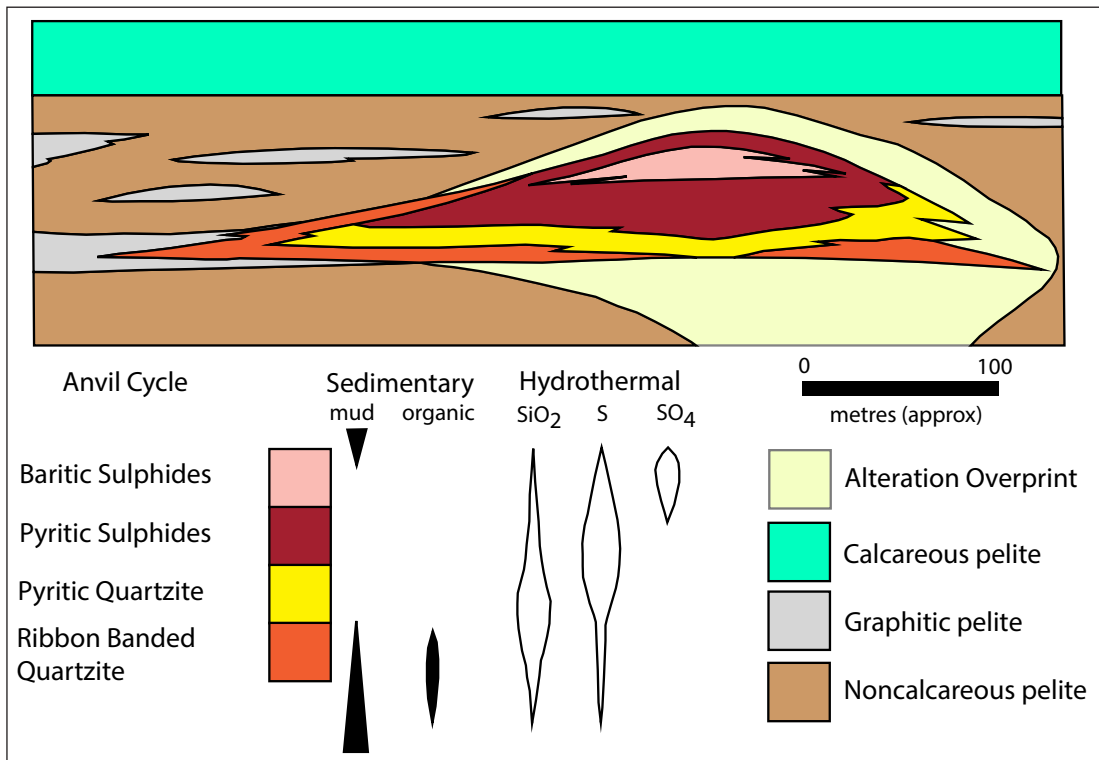 Anvil Cycle
Sedimentary
mud organic
Hydrothermal
SiO2 S SO4
0 100
metres (approx)
Baritic Sulphides
Pyritic Sulphides
Pyritic Quartzite
Ribbon Banded
Quartzite
Alteration Overprint
Calcareous pelite
Graphitic pelite
Noncalcareous pelite